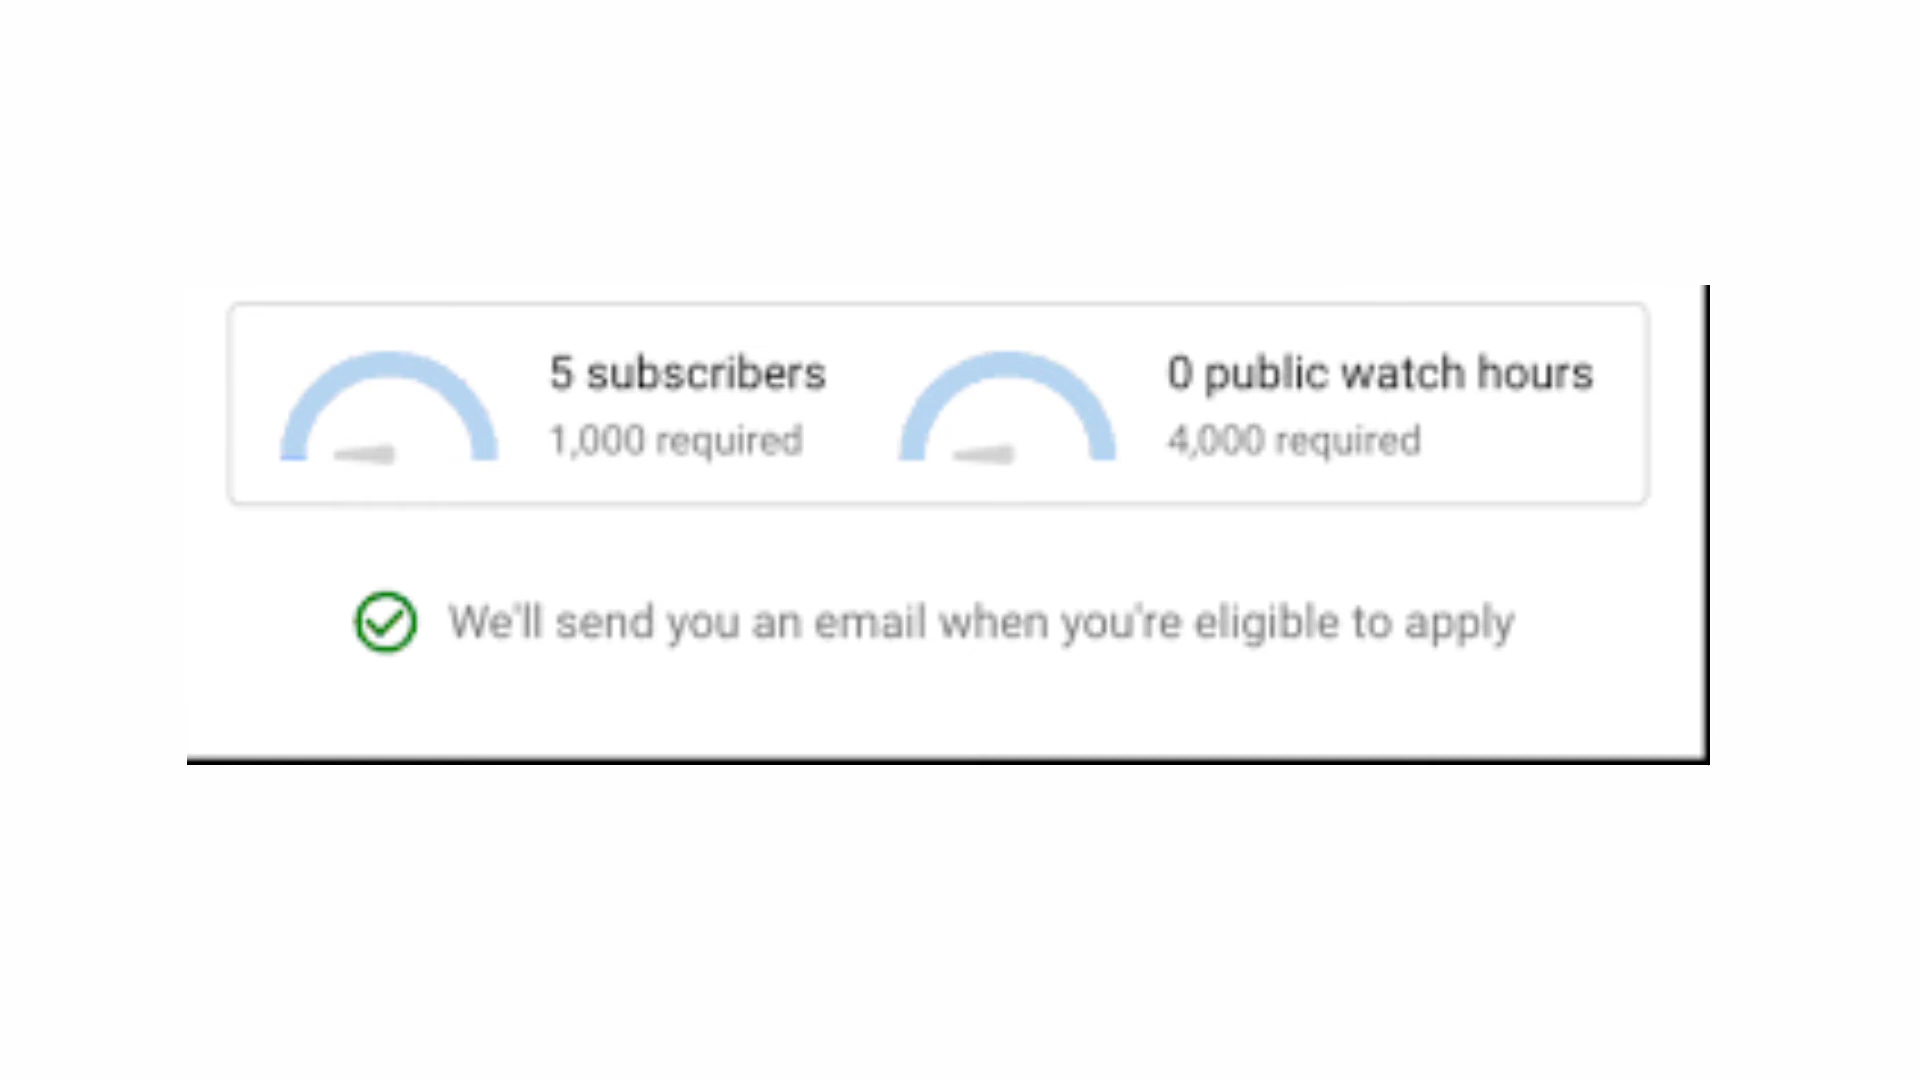 5 subscribers
1,000 required
0 public watch hours
4,000 required
We'll send you an email when you're eligible to apply